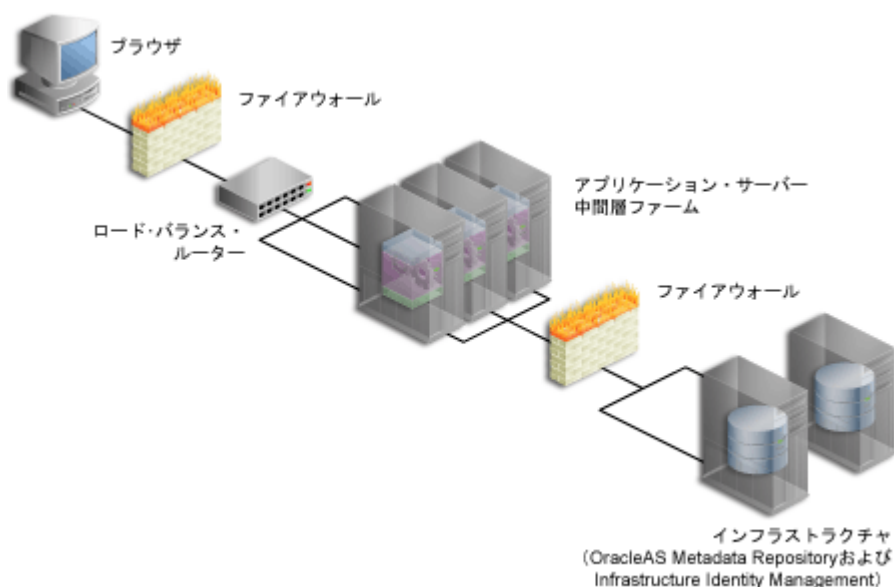 ブラウザ
ファイアウォール
ロード・バランス・
ルーター
アプリケーション・サーバー
中間層ファーム
ファイアウォール
インフラストラクチャ
(OracleAS Metadata Repositoryおよび
Infrastructure Identity Management)